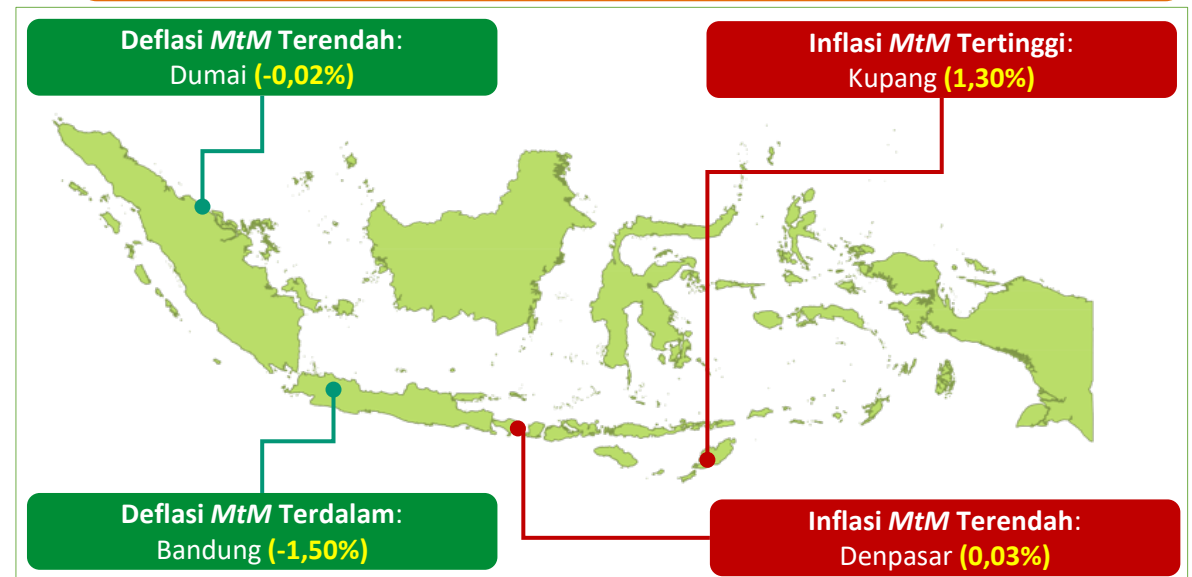 Deflasi MtM Terendah:
Dumai (-0,02%)
Inflasi MtM Tertinggi:
Kupang (1,30%)
Deflasi MtM Terdalam:
Bandung (-1,50%)
Inflasi MtM Terendah:
Denpasar (0,03%)